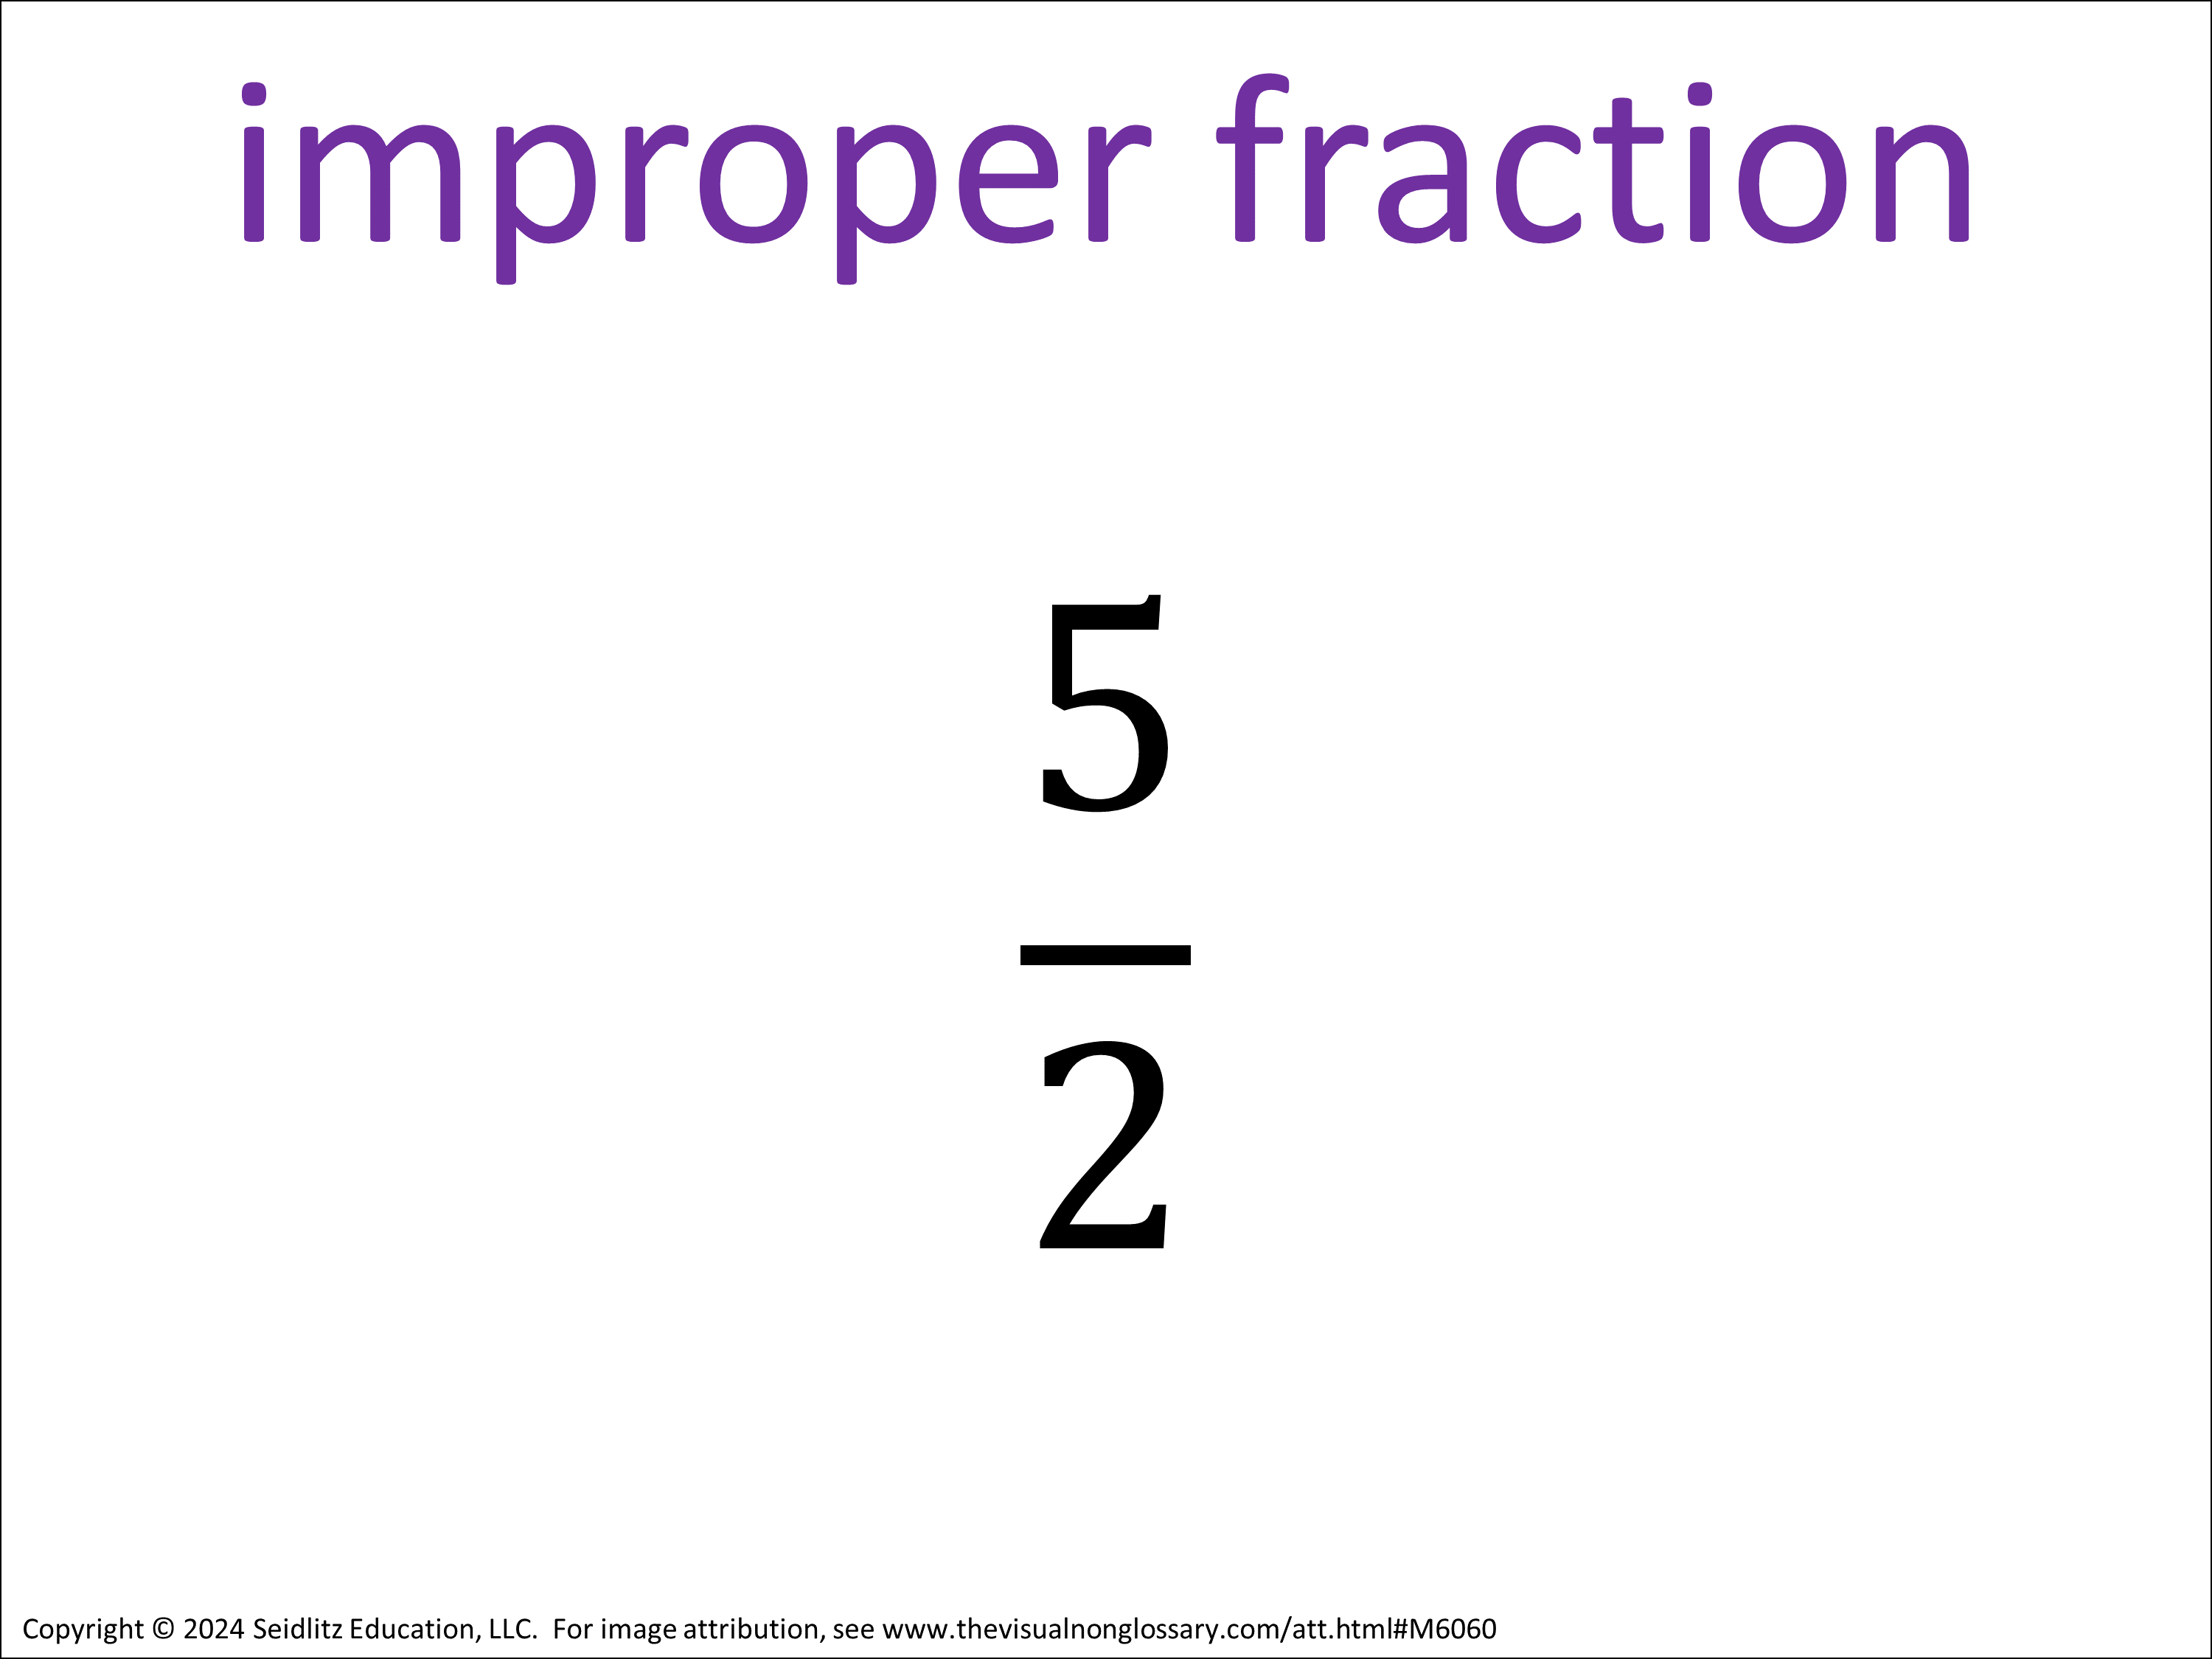 improper fraction
5
2
Copyright © 2024 Seidlitz Education, LLC.  For image attribution, see www.thevisualnonglossary.com/att.html#M6060